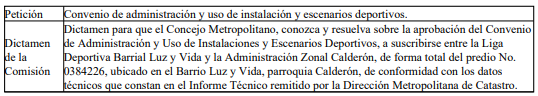 Petición Convenio de administración y uso de instalación y escenarios deportivos.
Dictamen de la Comisión
Dictamen para que el Concejo Metropolitano, conozca y resuelva sobre la aprobación del Convenio
de Administración y Uso de Instalaciones y Escenarios Deportivos, a suscribirse entre la Liga
Deportiva Barrial Luz y Vida y la Administración Zonal Calderón, de forma total del predio No.
0384226, ubicado en el Barrio Luz y Vida, parroquia Calderón, de conformidad con los datos
técnicos que constan en el Informe Técnico remitido por la Dirección Metropolitana de Catastro.